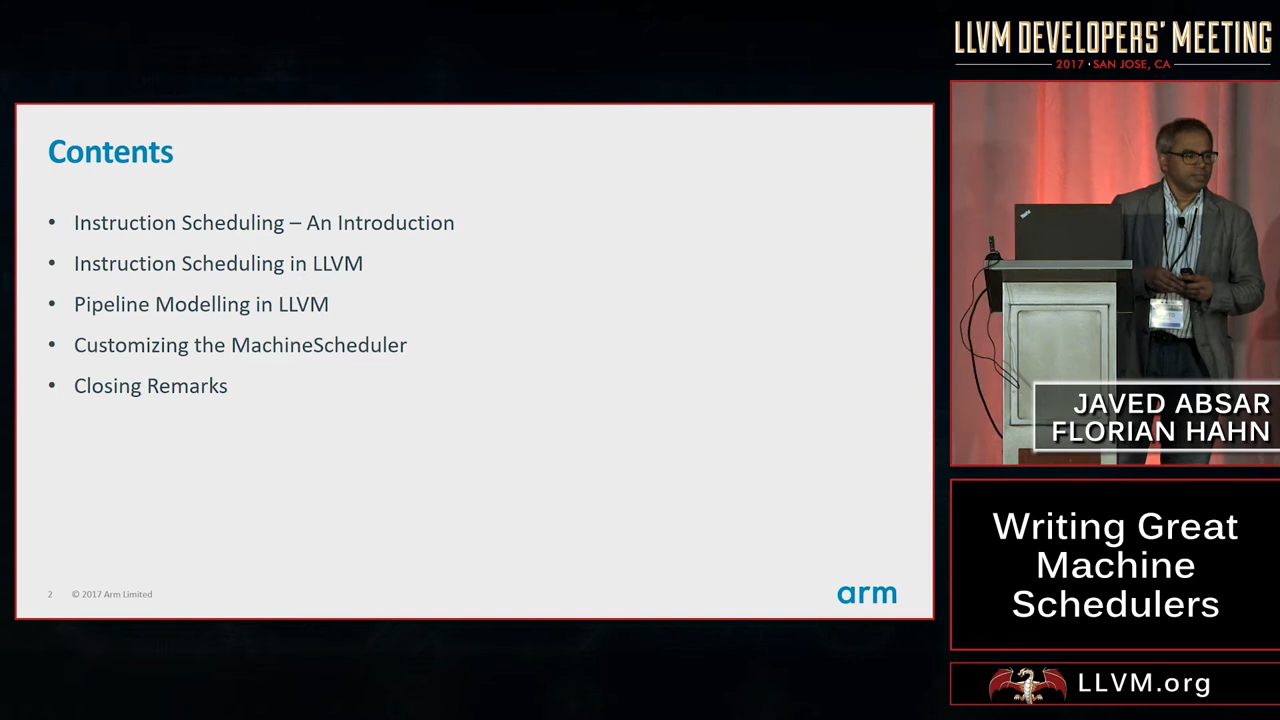 LLVM DEVELOPERS' MEETING
2017 • SAN JOSE, CA
Contents
• Instruction Scheduling – An Introduction
• Instruction Scheduling in LLVM
• Pipeline Modelling in LLVM
• Customizing the MachineScheduler
• Closing Remarks
2 © 2017 Arm Limited
arm
JAVED ABSAR
FLORIAN HAHN
Writing Great
Machine
Schedulers
LLVM.org